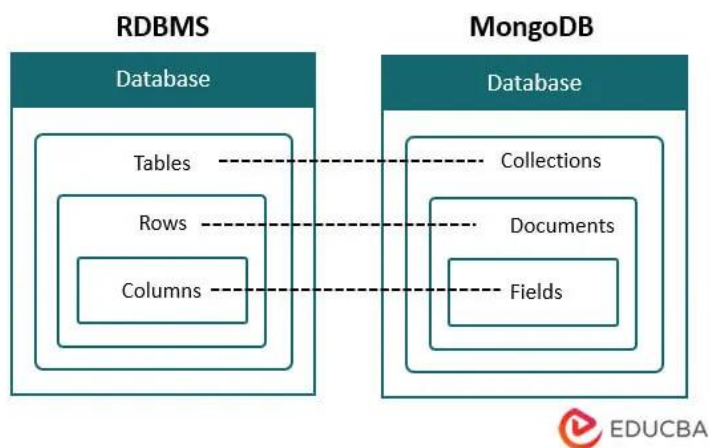 RDBMS
MongoDB
Database
Database
Tables
Collections
Rows
Documents
Columns
Fields
EDUCBA